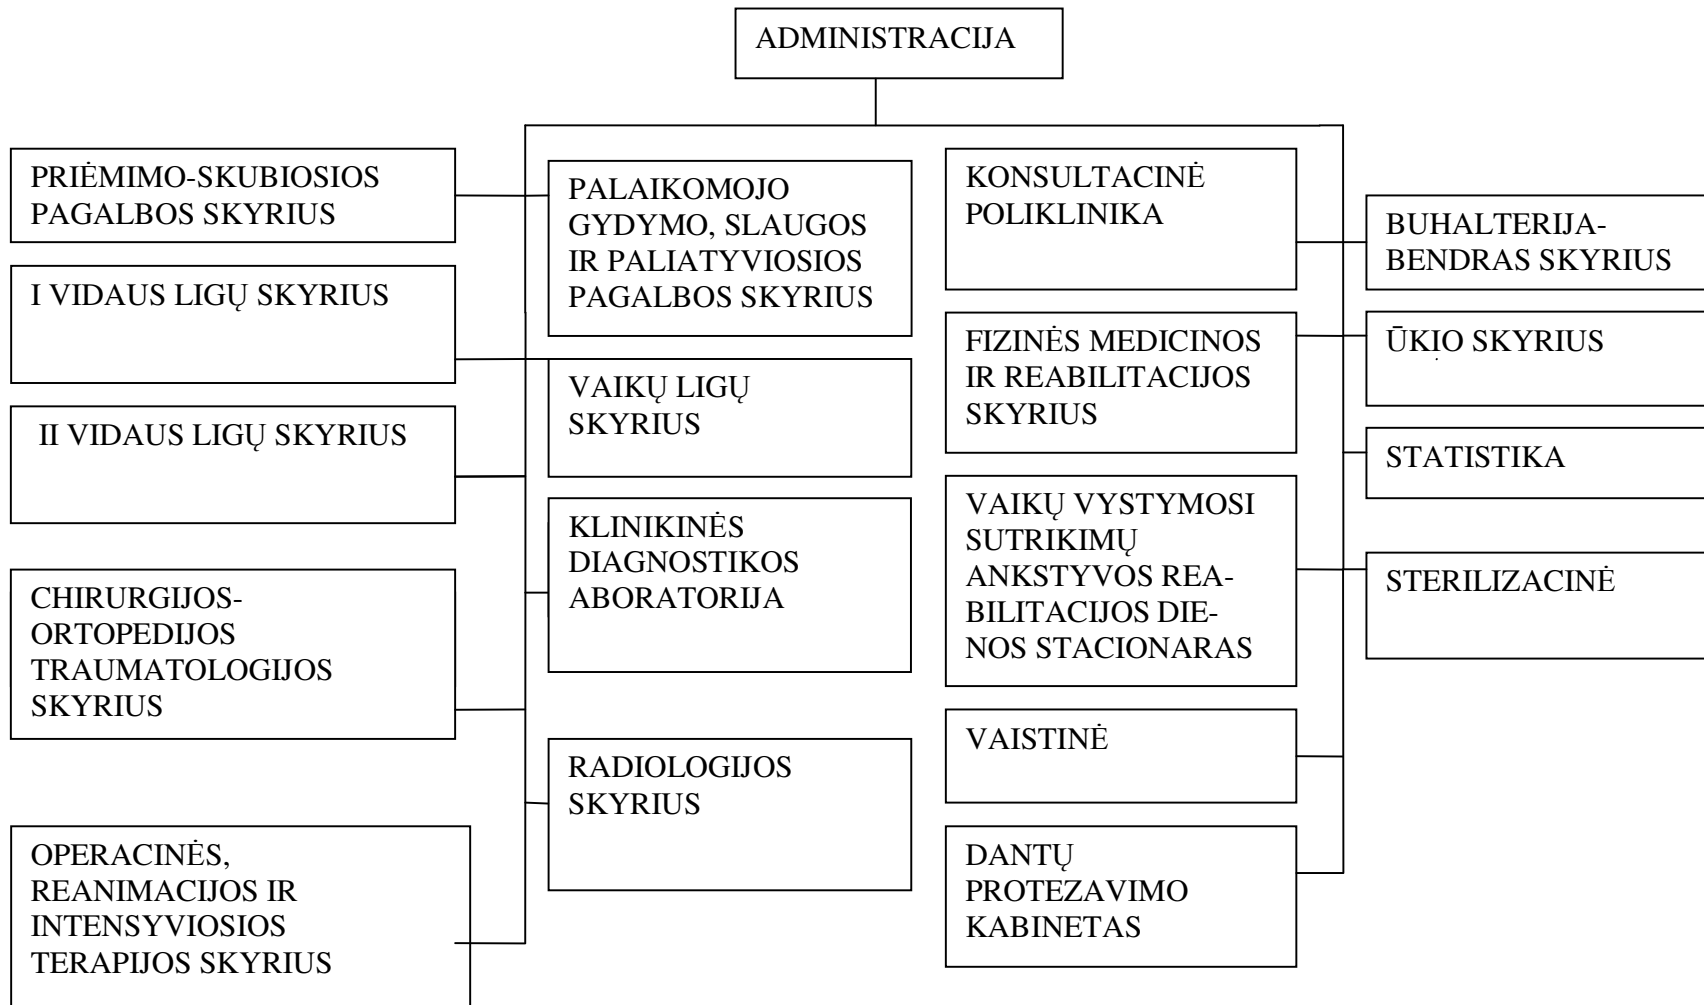 ADMINISTRACIJA
PRIĖMIMO-SKUBIOSIOS
PAGALBOS SKYRIUS
I VIDAUS LIGŲ SKYRIUS
II VIDAUS LIGŲ SKYRIUS
CHIRURGIJOS-
ORTOPEDIJOS
TRAUMATOLOGIJOS
SKYRIUS
OPERACINĖS,
REANIMACIJOS IR
INTENSYVIOSIOS
TERAPIJOS SKYRIUS
PALAIKOMOJO
GYDYMO, SLAUGOS
IR PALIATYVIOSIOS
PAGALBOS SKYRIUS
VAIKŲ LIGŲ
SKYRIUS
KLINIKINĖS
DIAGNOSTIKOS
ABORATORIJA
RADIOLOGIJOS
SKYRIUS
KONSULTACINĖ
POLIKLINIKA
FIZINĖS MEDICINOS
IR REABILITACIJOS
SKYRIUS
VAIKŲ VYSTYMOSI
SUTRIKIMŲ
ANKSTYVOS REA-
BILITACIJOS DIE-
NOS STACIONARAS
VAISTINĖ
DANTŲ
PROTEZAVIMO
KABINETAS
BUHALTERIJA-
BENDRAS SKYRIUS
ŪKIO SKYRIUS
STATISTIKA
STERILIZACINĖ